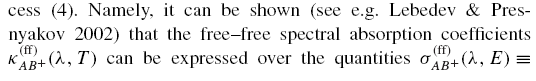 cess (4). Namely, it can be shown (see e.g. Lebedev & Pres-
nyakov 2002) that the free–free spectral absorption coefficients
κ_{AB^+}^{(ff)}(λ, T) can be expressed over the quantities σ_{AB^+}^{(ff)}(λ, E) ≡